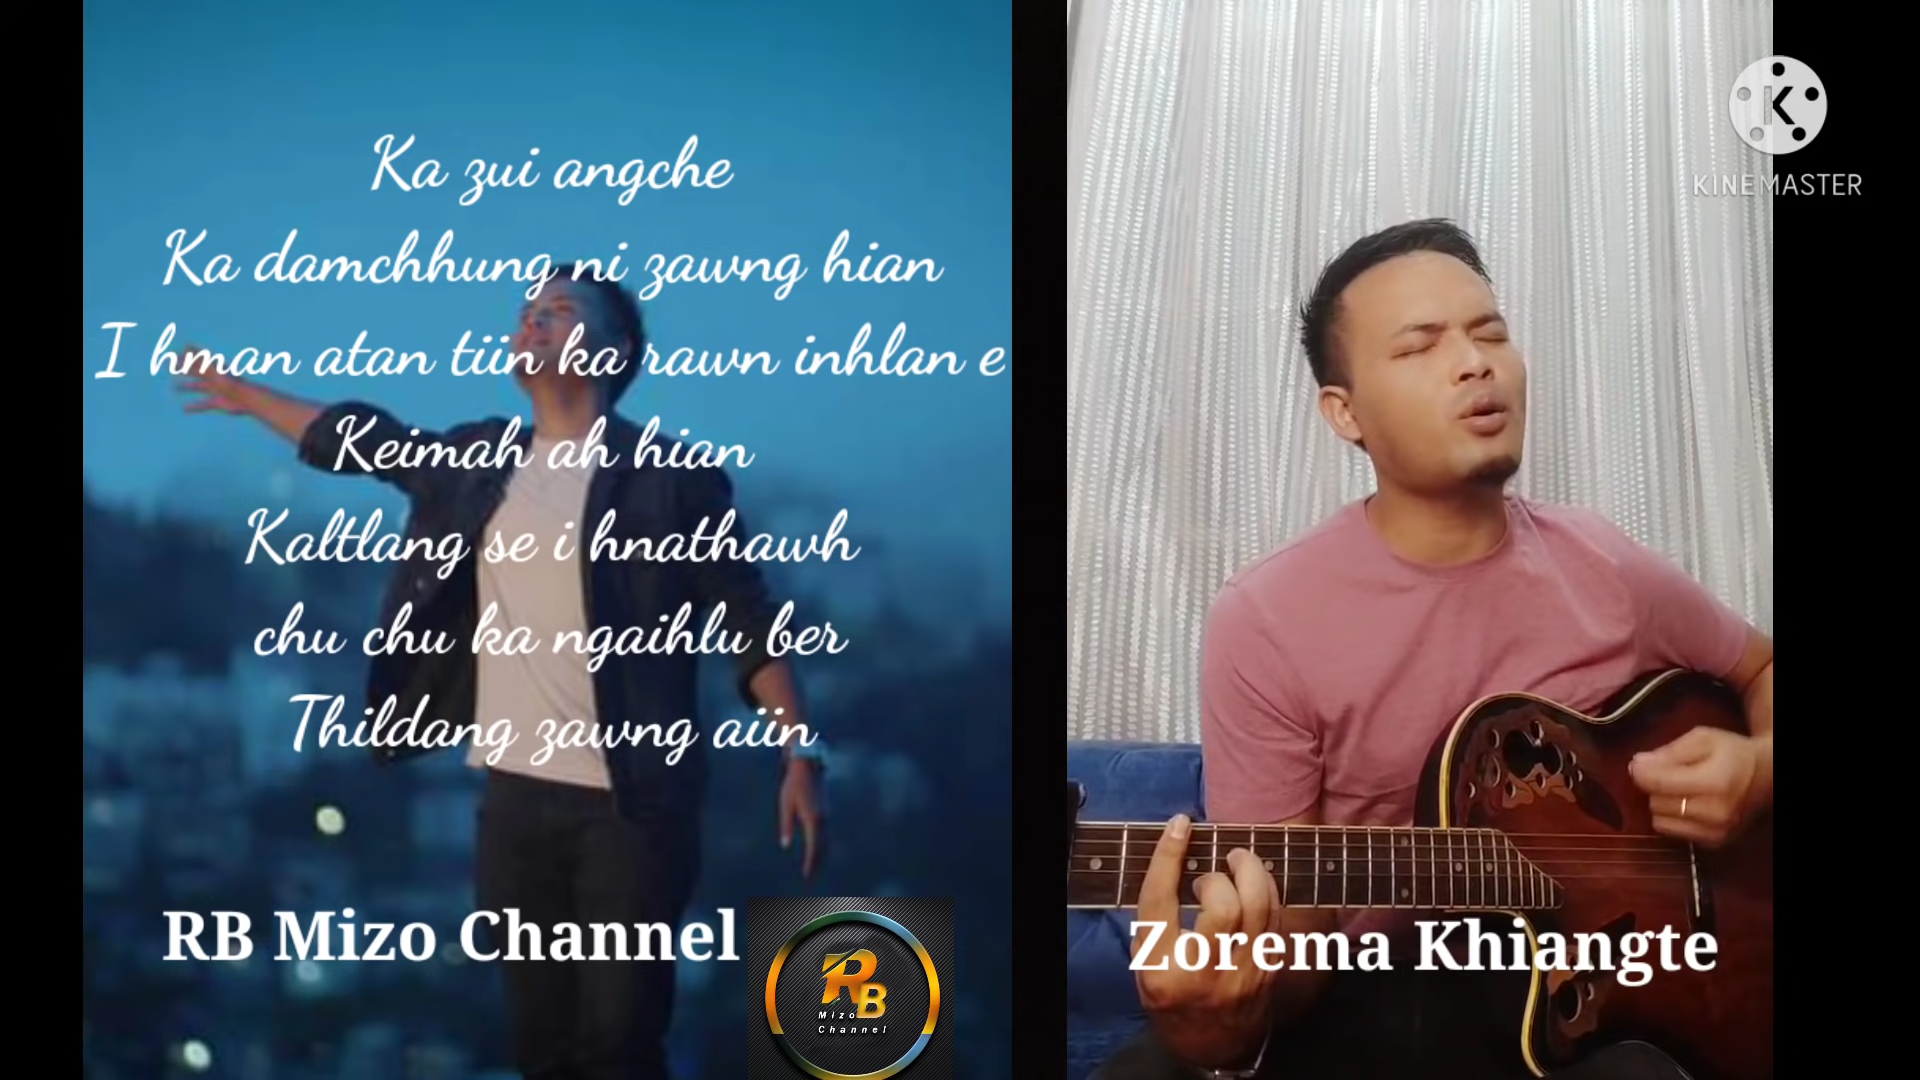 Ka zui angche
Ka damchhung ni zawng hian
I hman atan tiin ka rawn inhlan e
Keimah ah hian
Kaltlang se i hnathawh
chu chu ka ngaihlu ber
Thildang zawng aiin
RB Mizo Channel
RB
Mizo
Channel
K
KINEMASTER
Zorema Khiangte